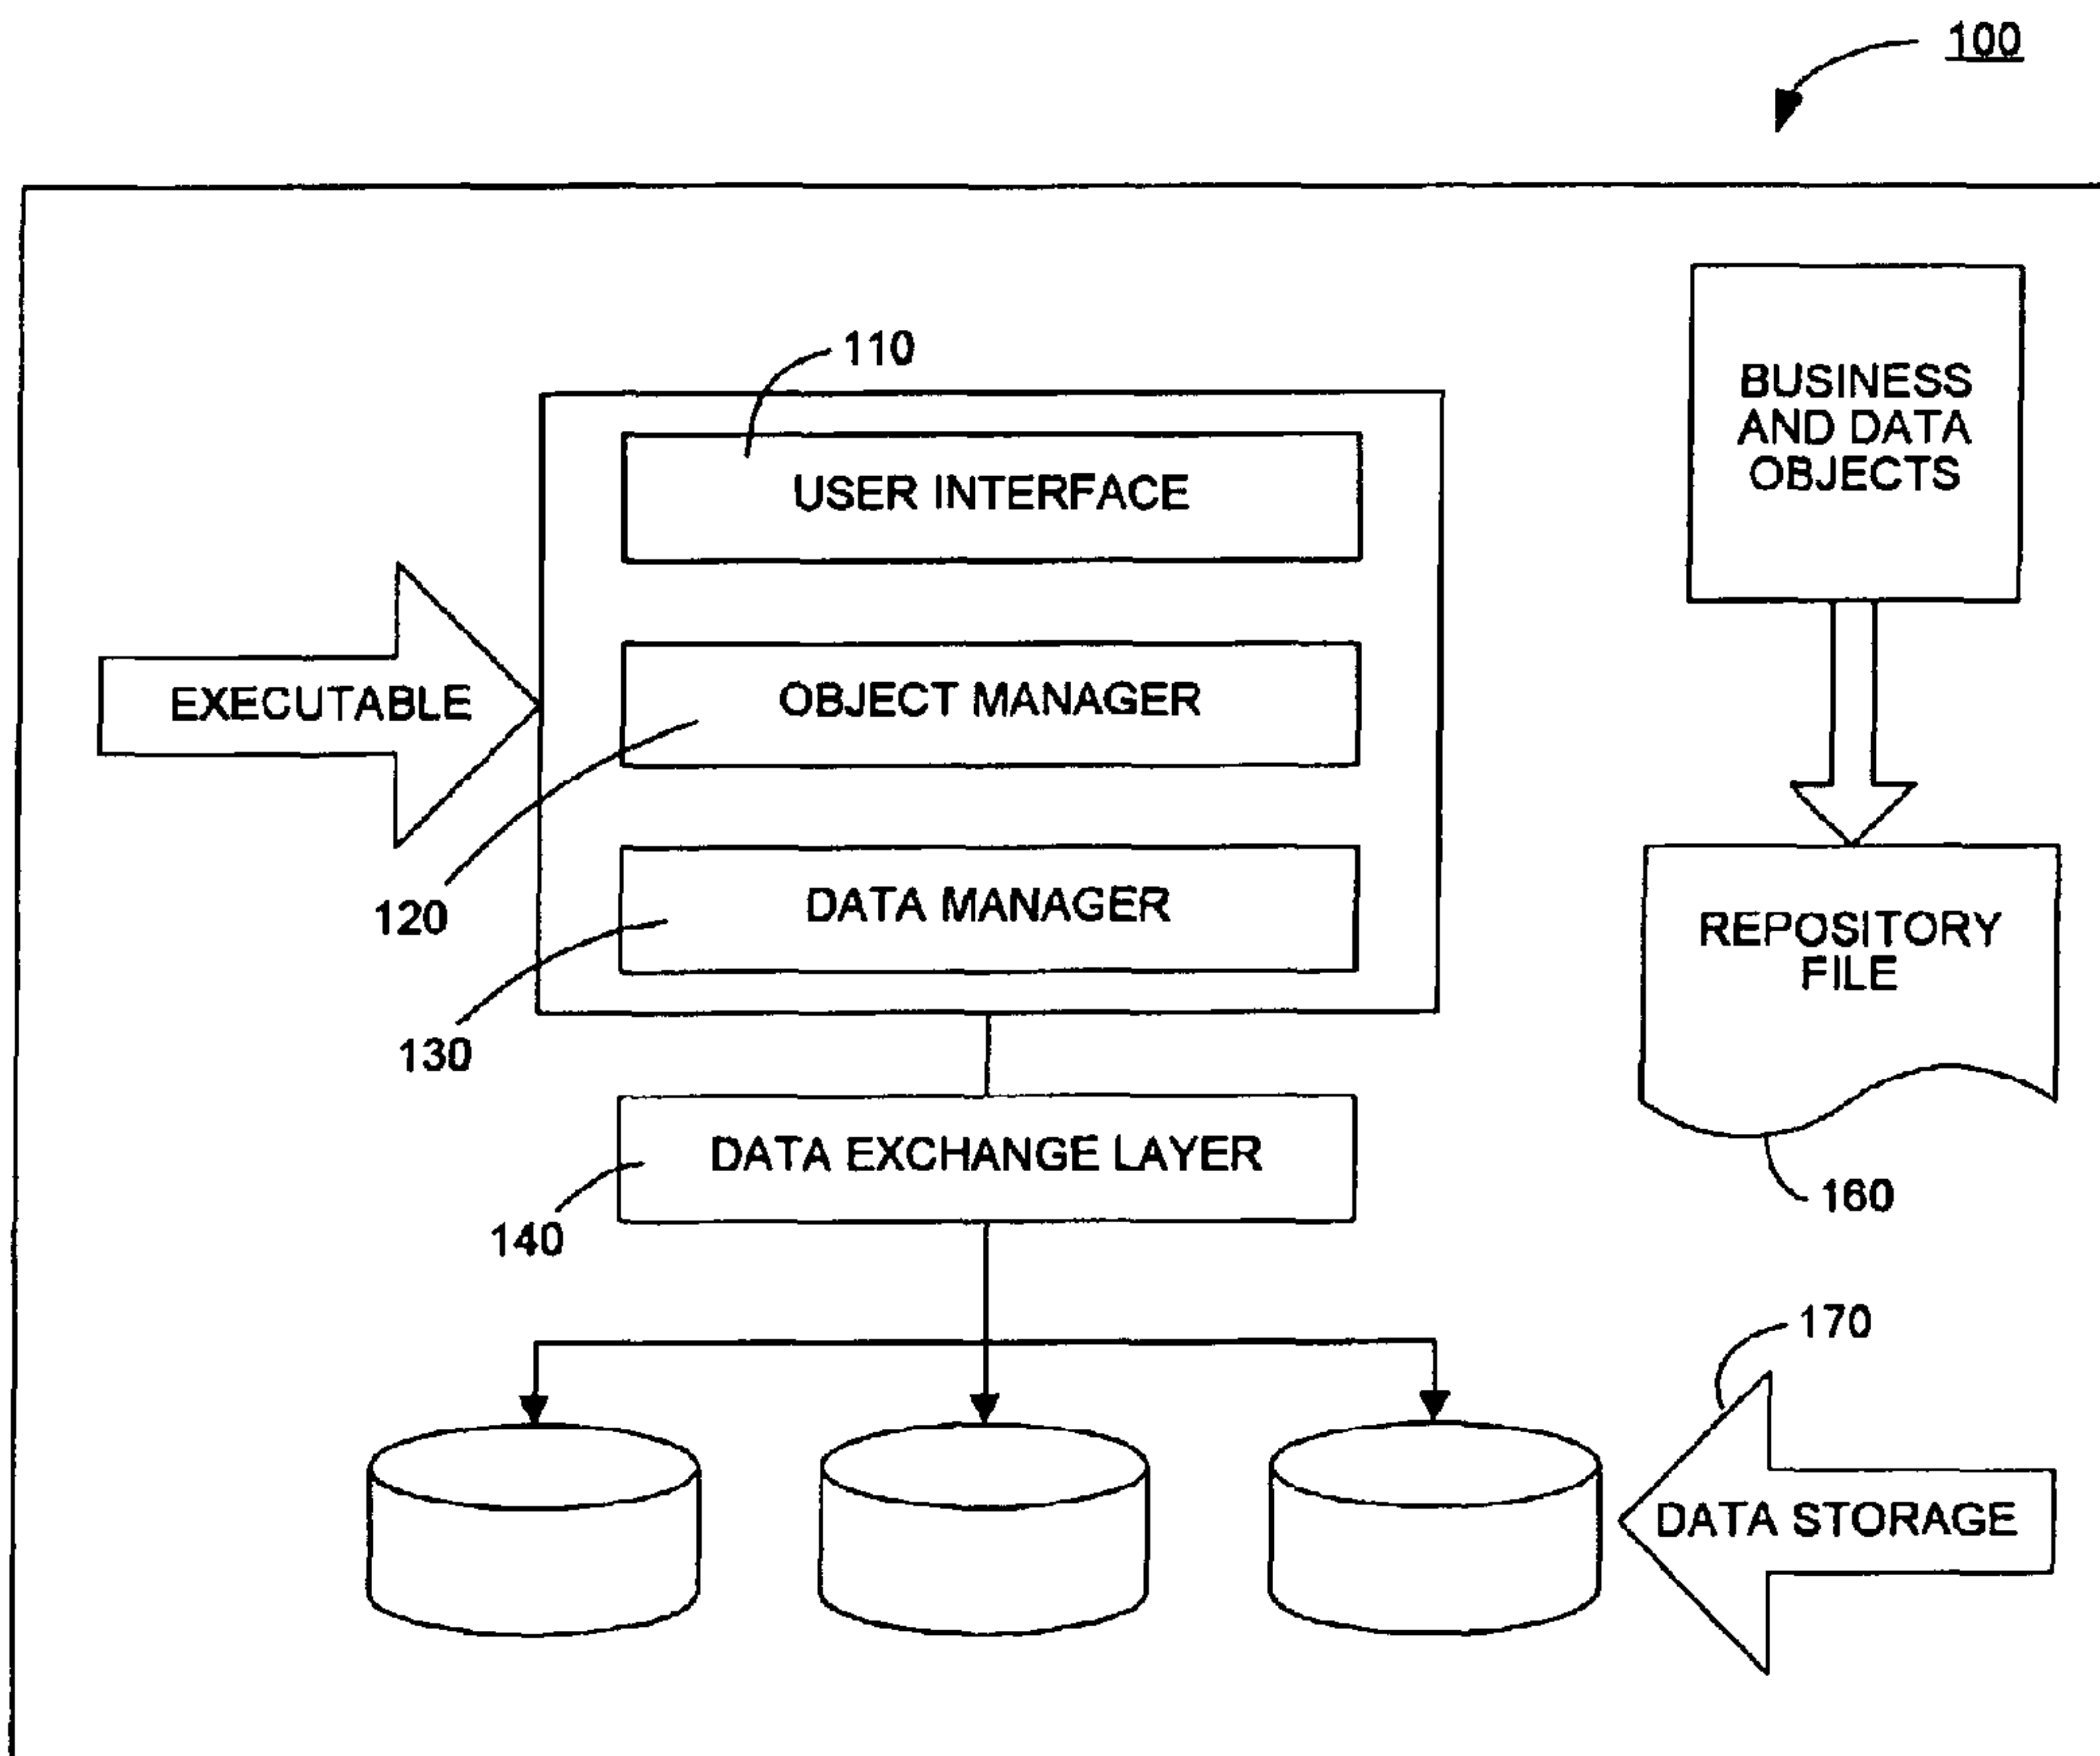 100
110
USER INTERFACE
BUSINESS
AND DATA
OBJECTS
EXECUTABLE
OBJECT MANAGER
120
DATA MANAGER
130
REPOSITORY
FILE
DATA EXCHANGE LAYER
140
160
170
DATA STORAGE